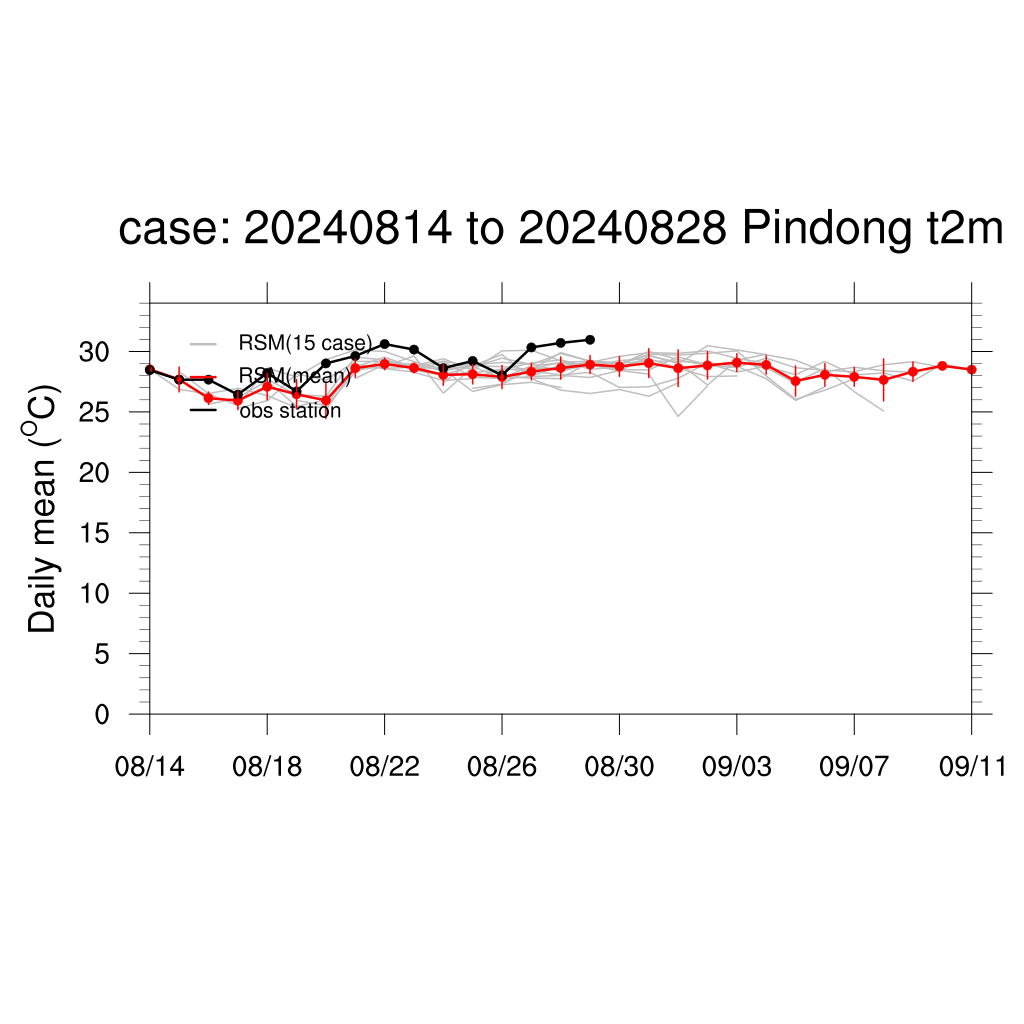 case: 20240814 to 20240828 Pindong t2m
RSM(15 case)
RSM(mean)
obs station
Daily mean (°C)
30
25
20
15
10
5
0
08/14 08/18 08/22 08/26 08/30 09/03 09/07 09/11